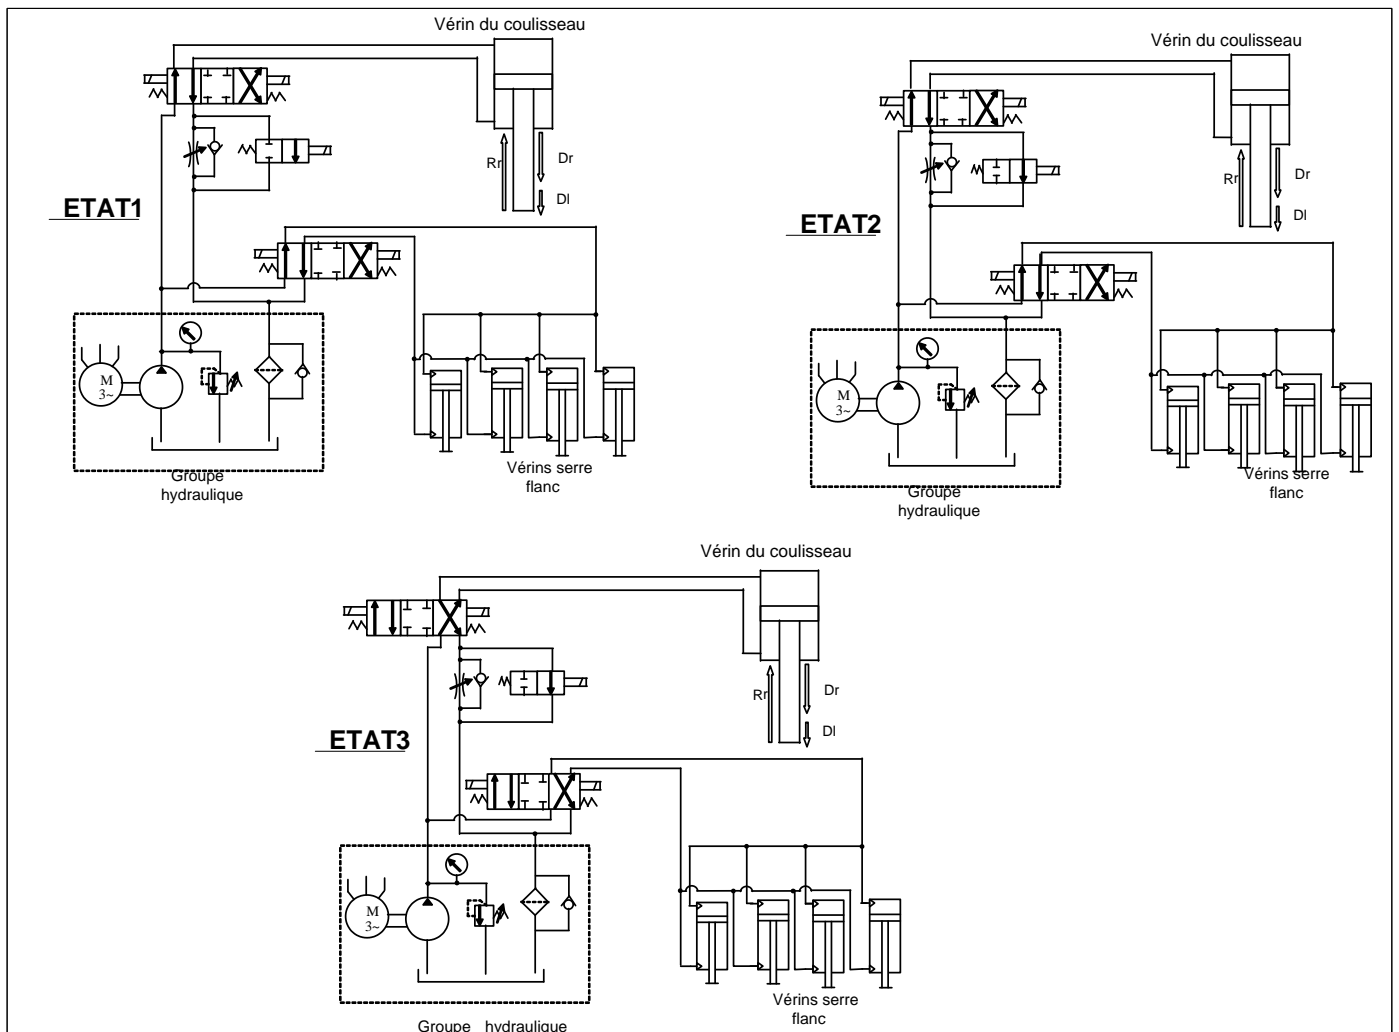 Vérin du coulisseau
Rr
Dr
Dl
ETAT1
M
3~
Groupe
hydraulique
Vérins serre
flanc
Vérin du coulisseau
Rr
Dr
Dl
ETAT2
M
3~
Groupe
hydraulique
Vérins serre
flanc
Vérin du coulisseau
Rr
Dr
Dl
ETAT3
M
3~
Groupe hydraulique
Vérins serre
flanc